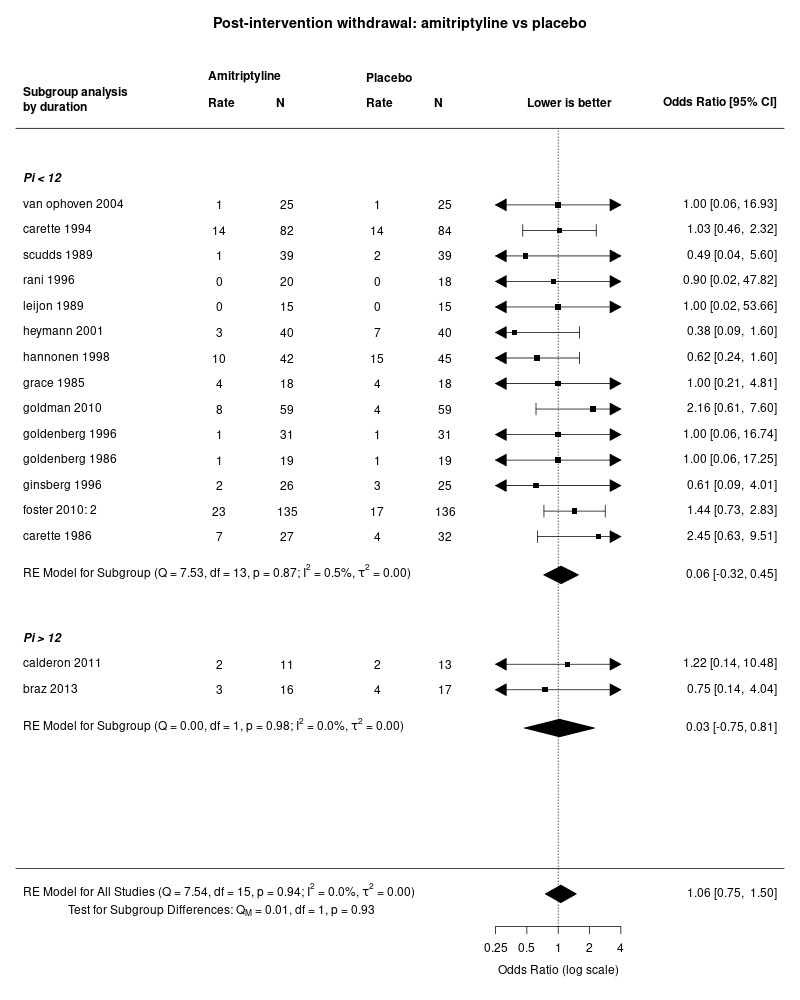 Post-intervention withdrawal: amitriptyline vs placebo
Amitriptyline Placebo
Subgroup analysis by duration Rate N Rate N Lower is better Odds Ratio [95% CI]
Pi < 12
van ophoven 2004 1 25 1 25 1.00 [0.06, 16.93]
carette 1994 14 82 14 84 1.03 [0.46, 2.32]
scudds 1989 1 39 2 39 0.49 [0.04, 5.60]
rani 1996 0 20 0 18 0.90 [0.02, 47.82]
leijon 1989 0 15 0 15 1.00 [0.02, 53.66]
heymann 2001 3 40 7 40 0.38 [0.09, 1.60]
hannonen 1998 10 42 15 45 0.62 [0.24, 1.60]
grace 1985 4 18 4 18 1.00 [0.21, 4.81]
goldman 2010 8 59 4 59 2.16 [0.61, 7.60]
goldenberg 1996 1 31 1 31 1.00 [0.06, 16.74]
goldenberg 1986 1 19 1 19 1.00 [0.06, 17.25]
ginsberg 1996 2 26 3 25 0.61 [0.09, 4.01]
foster 2010: 2 23 135 17 136 1.44 [0.73, 2.83]
carette 1986 7 27 4 32 2.45 [0.63, 9.51]
RE Model for Subgroup (Q = 7.53, df = 13, p = 0.87; I² = 0.5%, τ² = 0.00) 0.06 [-0.32, 0.45]
Pi > 12
calderon 2011 2 11 2 13 1.22 [0.14, 10.48]
braz 2013 3 16 4 17 0.75 [0.14, 4.04]
RE Model for Subgroup (Q = 0.00, df = 1, p = 0.98; I² = 0.0%, τ² = 0.00) 0.03 [-0.75, 0.81]
RE Model for All Studies (Q = 7.54, df = 15, p = 0.94; I² = 0.0%, τ² = 0.00) 1.06 [0.75, 1.50]
Test for Subgroup Differences: Q_M = 0.01, df = 1, p = 0.93
0.25 0.5 1 2 4
Odds Ratio (log scale)